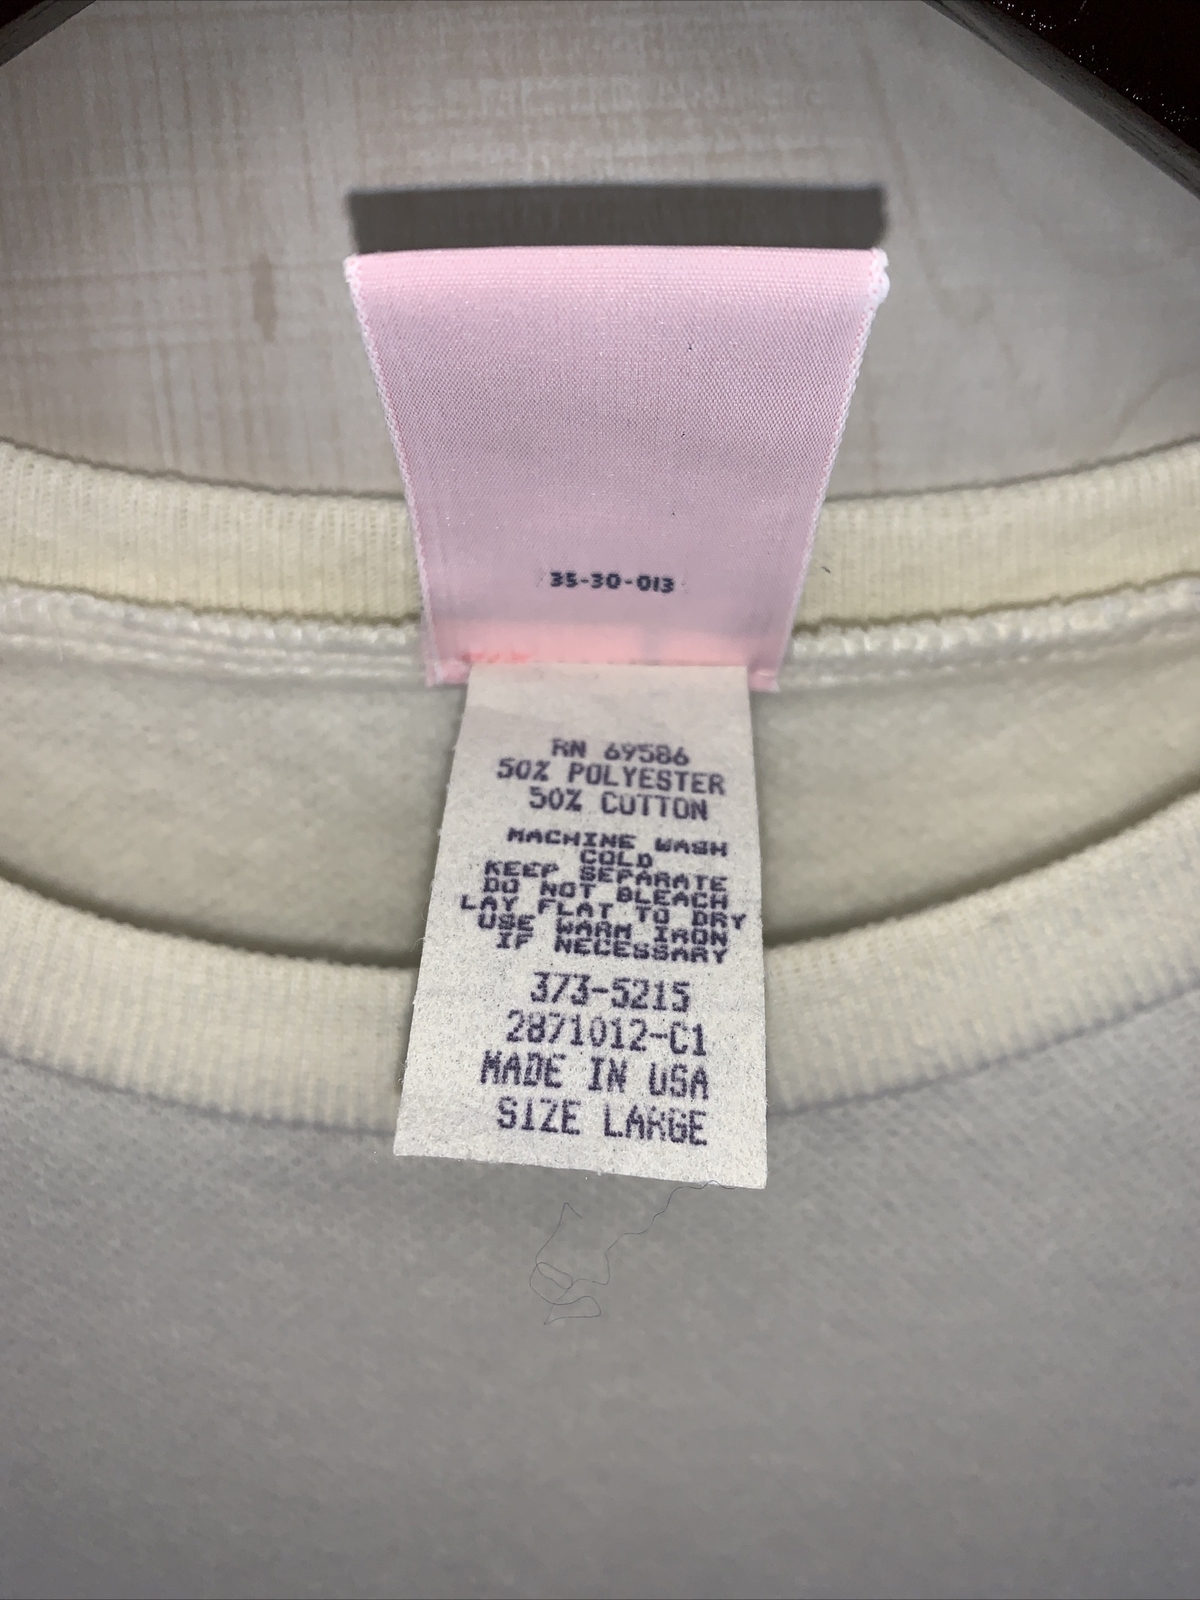 35-30-013
RN 69586
50% POLYESTER
50% COTTON
MACHINE WASH
COLD
KEEP SEPARATE
DO NOT BLEACH
LAY FLAT TO DRY
USE WARM IRON
IF NECESSARY
373-5215
2871012-C1
MADE IN USA
SIZE LARGE